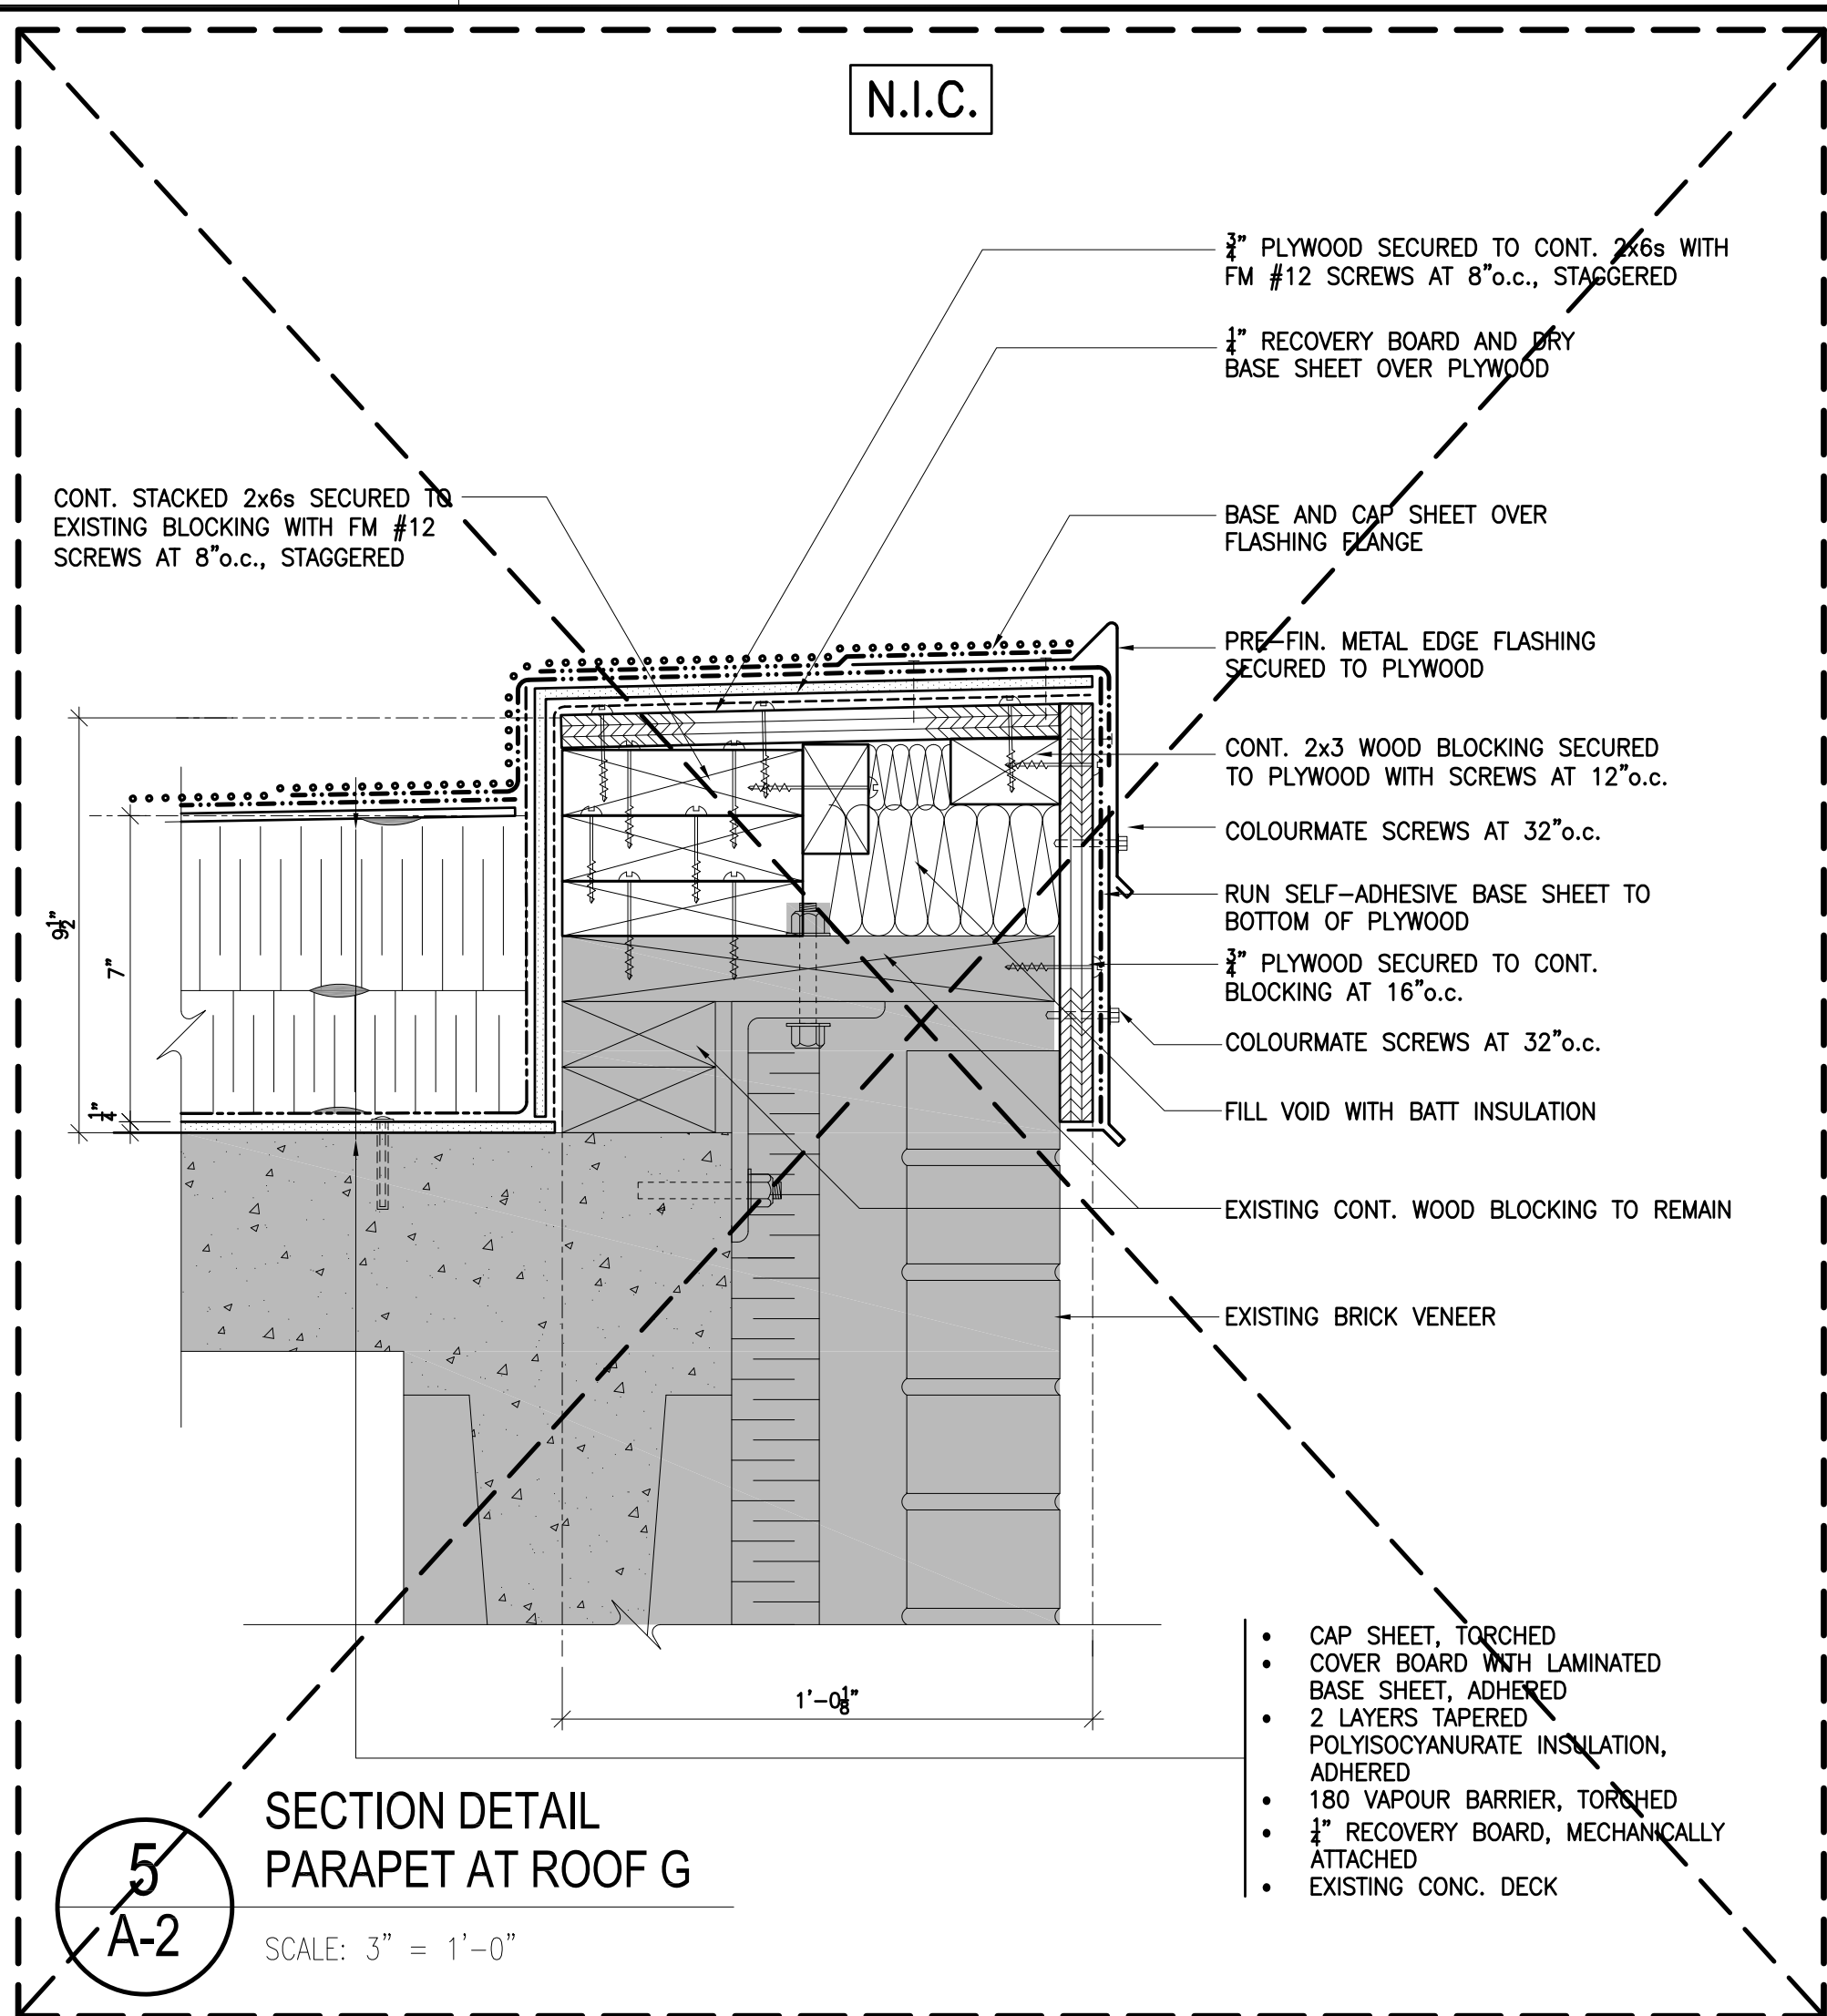 N.I.C.
3/4" PLYWOOD SECURED TO CONT. 2x6s WITH
FM #12 SCREWS AT 8"o.c., STAGGERED
1/4" RECOVERY BOARD AND DRY
BASE SHEET OVER PLYWOOD
CONT. STACKED 2x6s SECURED TO
EXISTING BLOCKING WITH FM #12
SCREWS AT 8"o.c., STAGGERED
BASE AND CAP SHEET OVER
FLASHING FLANGE
PRE-FIN. METAL EDGE FLASHING
SECURED TO PLYWOOD
CONT. 2x3 WOOD BLOCKING SECURED
TO PLYWOOD WITH SCREWS AT 12"o.c.
COLOURMATE SCREWS AT 32"o.c.
RUN SELF-ADHESIVE BASE SHEET TO
BOTTOM OF PLYWOOD
3/4" PLYWOOD SECURED TO CONT.
BLOCKING AT 16"o.c.
COLOURMATE SCREWS AT 32"o.c.
FILL VOID WITH BATT INSULATION
EXISTING CONT. WOOD BLOCKING TO REMAIN
EXISTING BRICK VENEER
9 1/2"
7"
1/4"
1'-0 1/8"
• CAP SHEET, TORCHED
• COVER BOARD WITH LAMINATED
BASE SHEET, ADHERED
• 2 LAYERS TAPERED
POLYISOCYANURATE INSULATION,
ADHERED
• 180 VAPOUR BARRIER, TORCHED
• 1/4" RECOVERY BOARD, MECHANICALLY
ATTACHED
• EXISTING CONC. DECK
5
A-2
SECTION DETAIL
PARAPET AT ROOF G
SCALE: 3" = 1'-0"